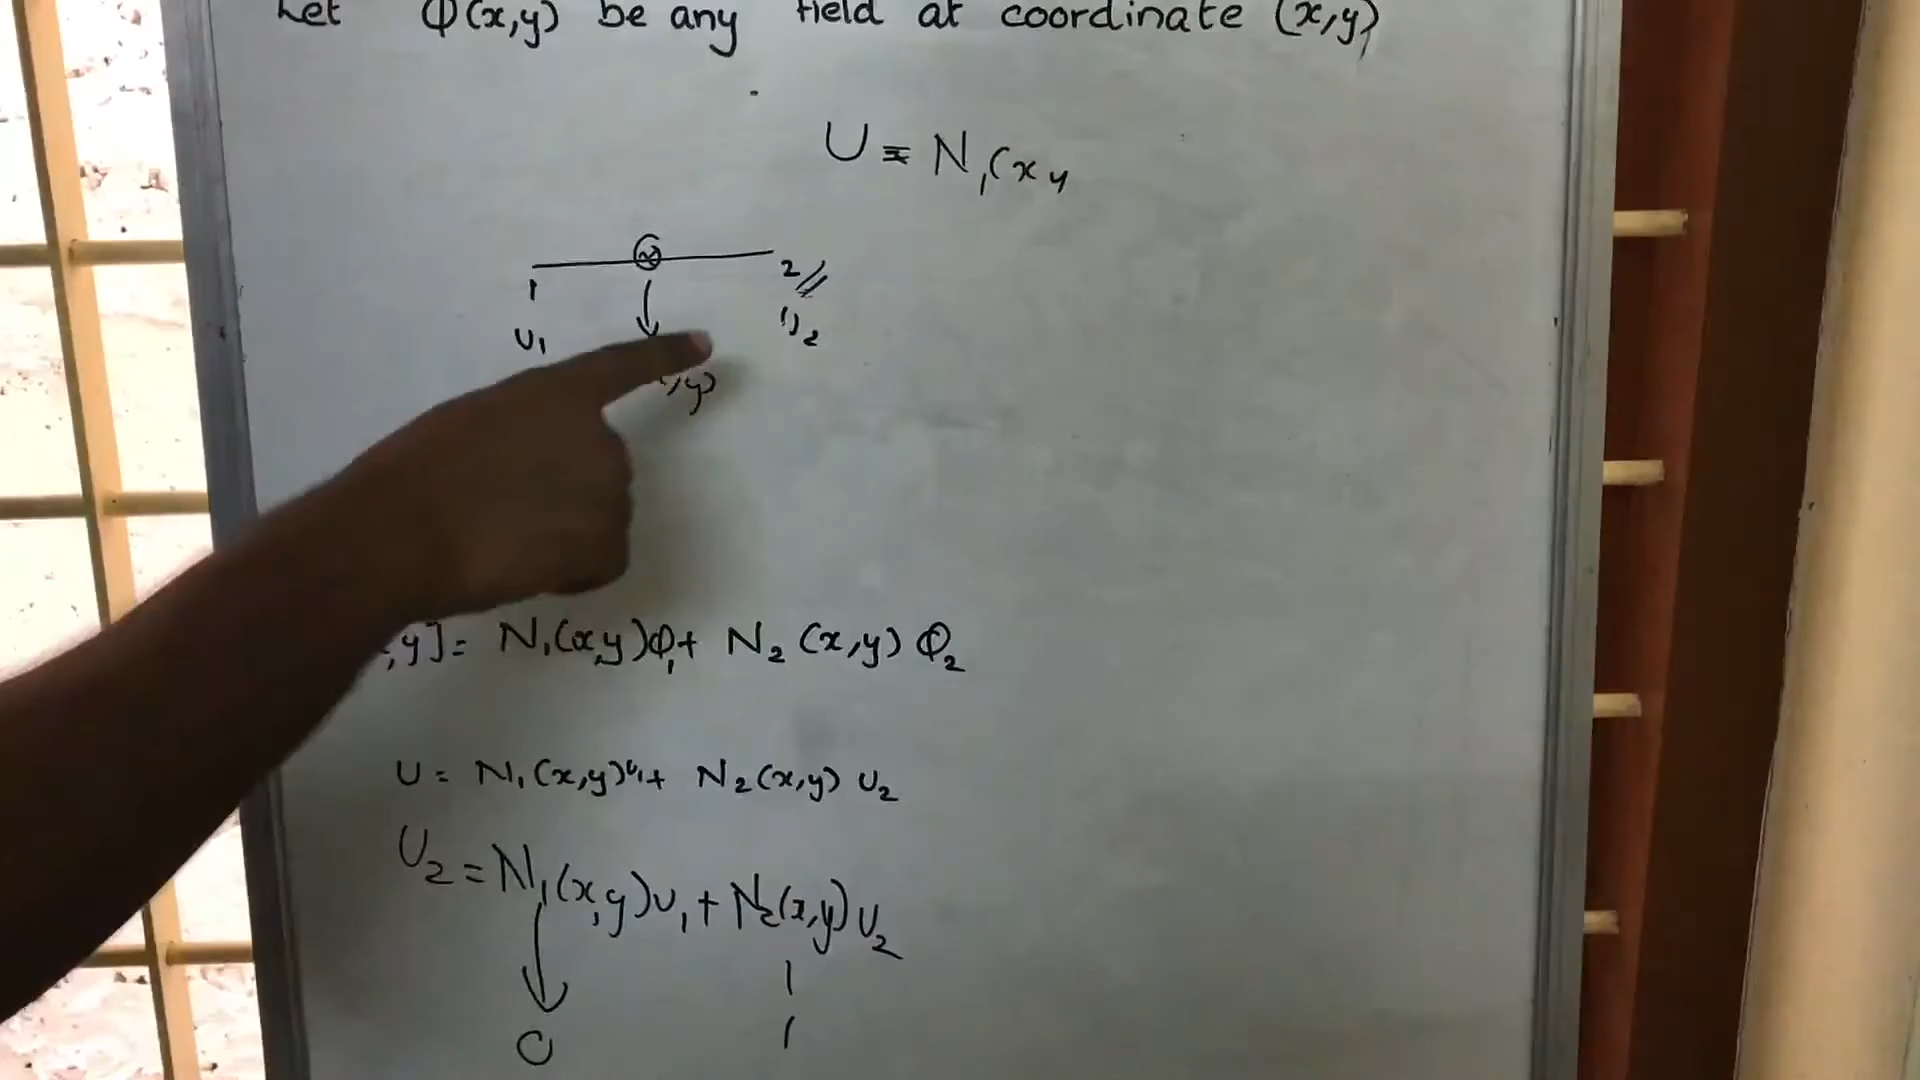 Let Φ(x,y) be any field at coordinate (x,y)
U = N₁(x y
1 2
U₁ U₂
,y)
,y]= N₁(x,y)Φ₁+ N₂ (x,y) Φ₂
U = N₁(x,y)u₁+ N₂(x,y) U₂
U₂ = N₁(x,y)U₁ + N₂(x,y) U₂
0 1